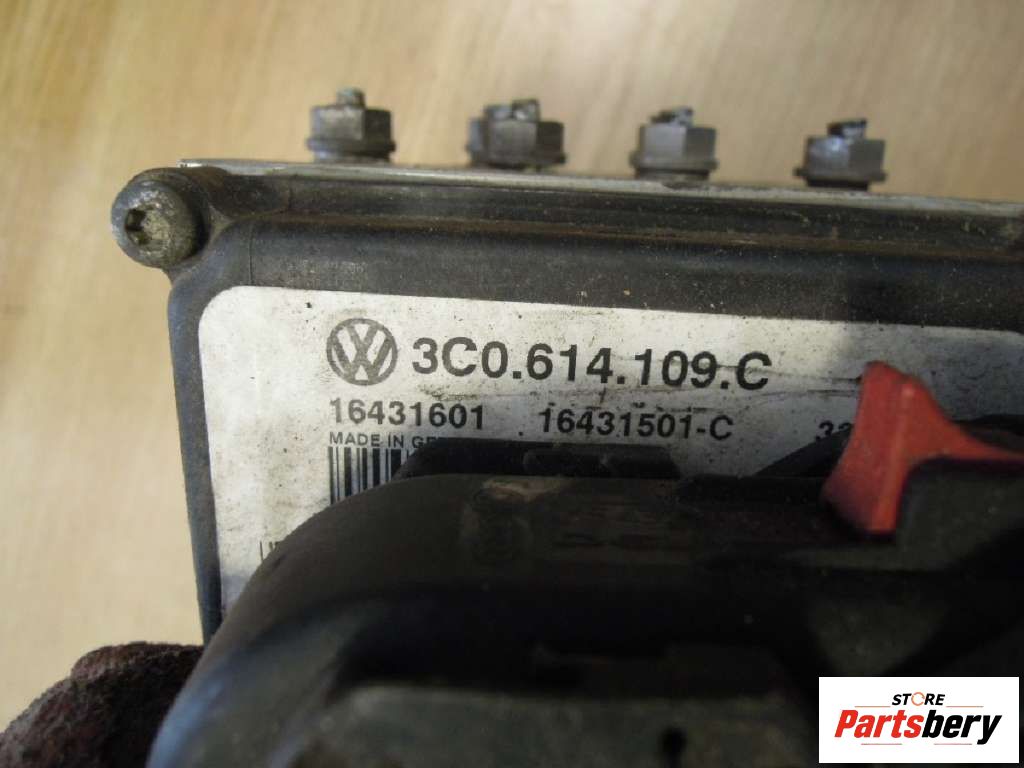 3C0.614.109.C
16431601 16431501-C
MADE IN
STORE
Partsbery